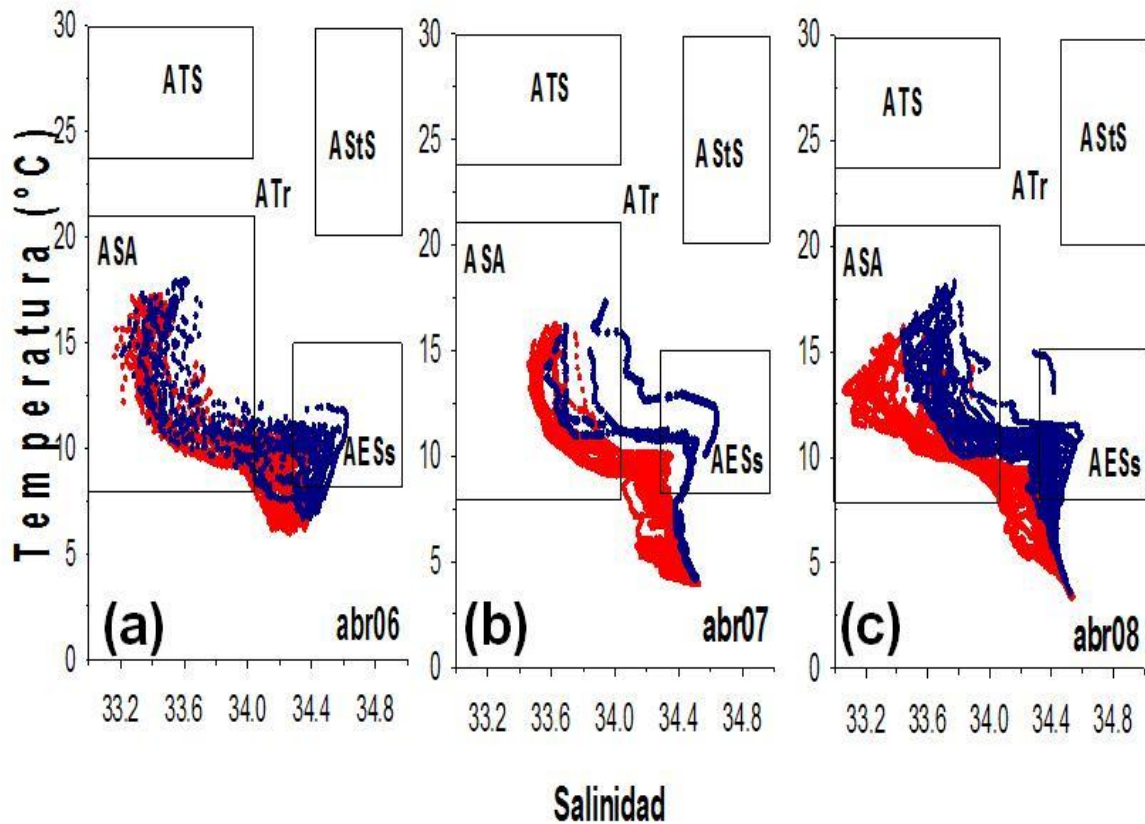 Temperatura (°C)
30
25
20
15
10
5
0
ATS
AStS
ATr
ASA
AESs
(a)
abr06
33.2 33.6 34.0 34.4 34.8
30
25
20
15
10
5
0
ATS
AStS
ATr
ASA
AESs
(b)
abr07
33.2 33.6 34.0 34.4 34.8
30
25
20
15
10
5
0
ATS
AStS
ATr
ASA
AESs
(c)
abr08
33.2 33.6 34.0 34.4 34.8
Salinidad